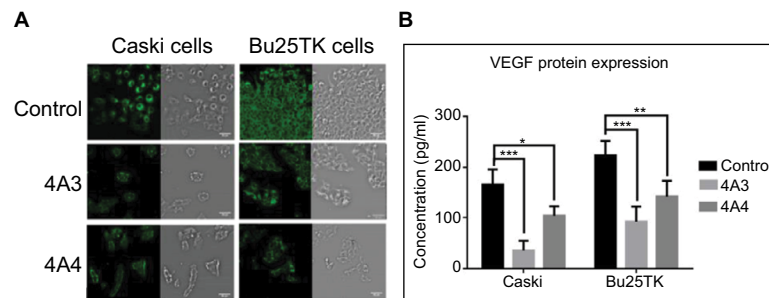 A
Caski cells Bu25TK cells
Control
4A3
4A4
B
VEGF protein expression
Concentration (pg/ml)
300
200
100
0
*
***
**
***
Caski Bu25TK
Control
4A3
4A4